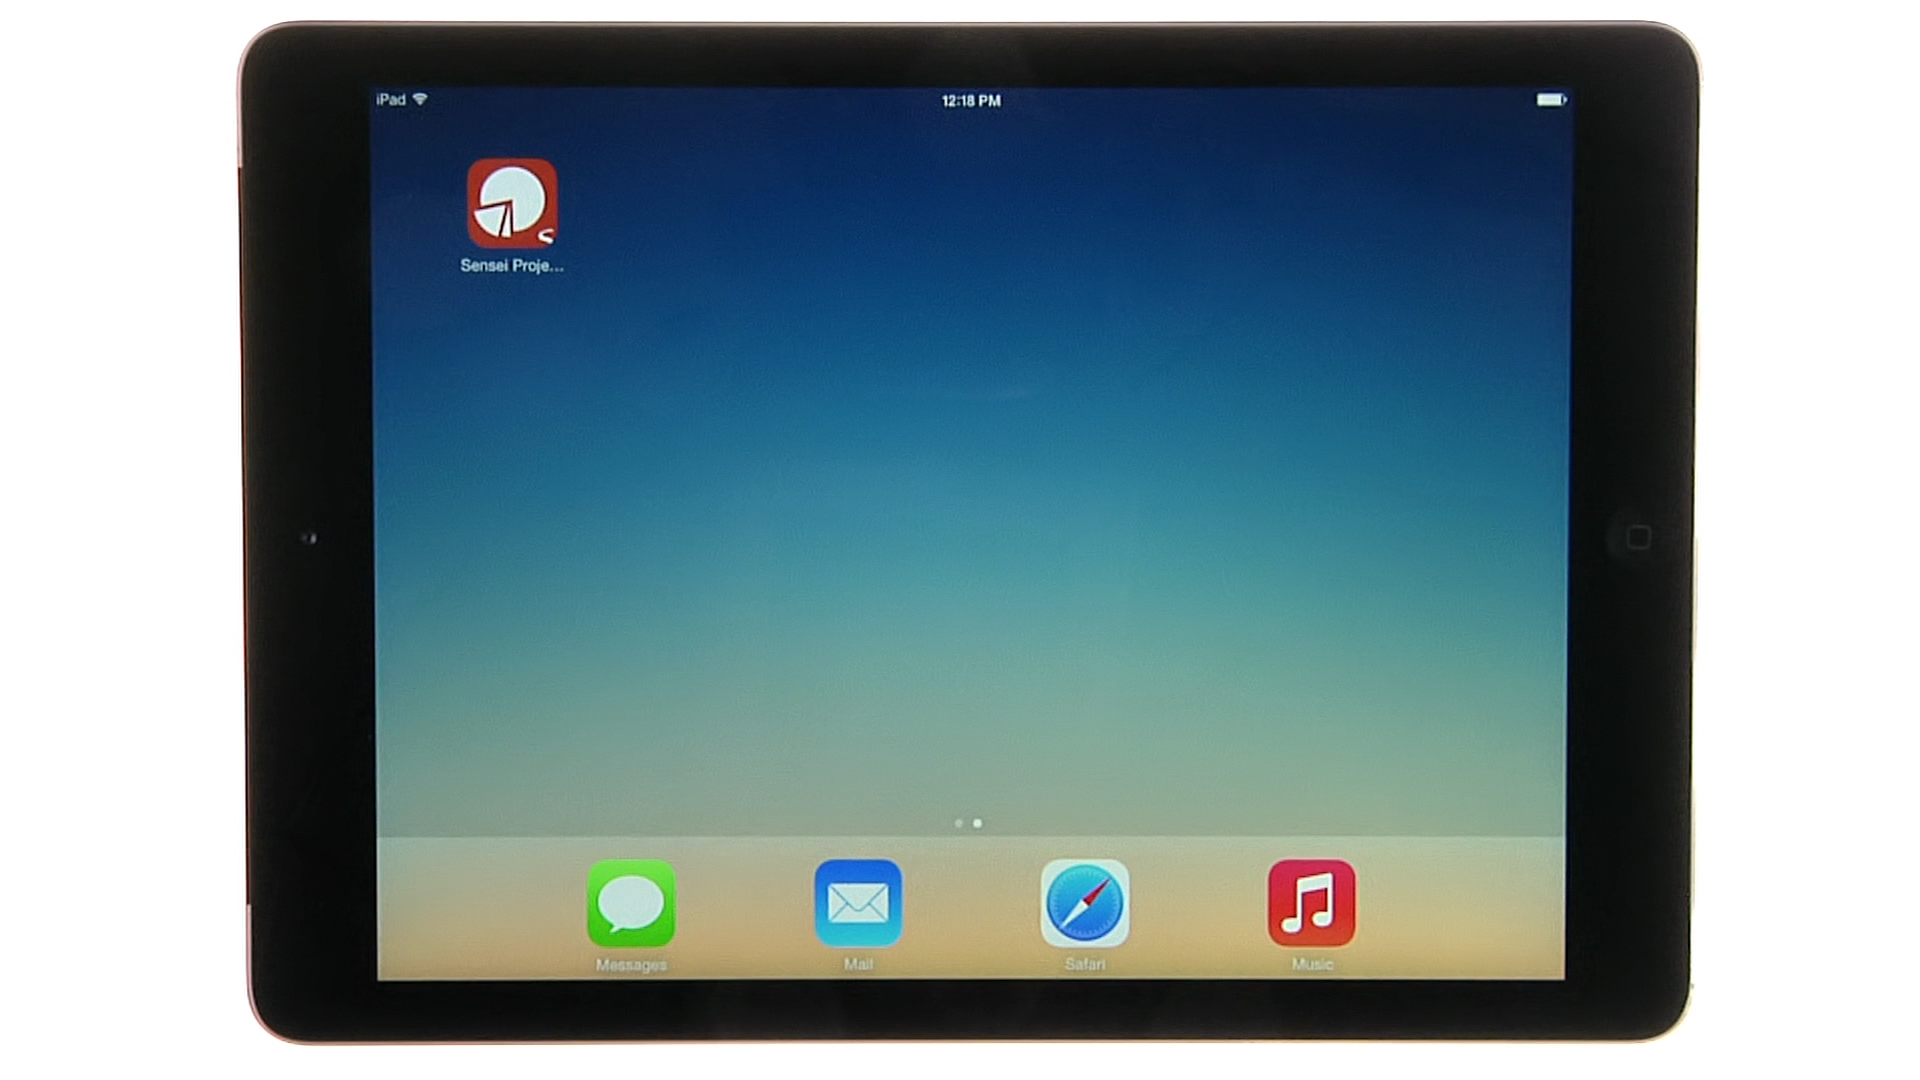 iPad
12:18 PM
Sensei Proje...
Messages
Mail
Safari
Music